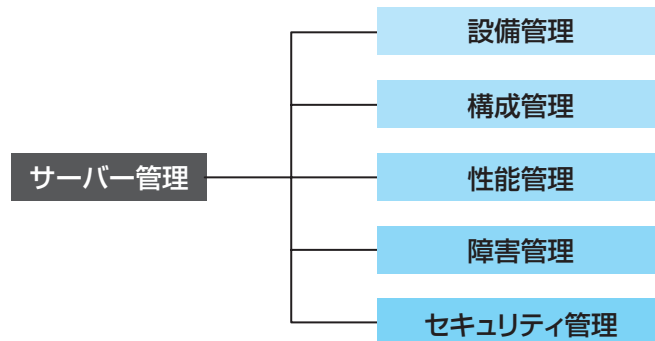 設備管理
構成管理
サーバー管理
性能管理
障害管理
セキュリティ管理